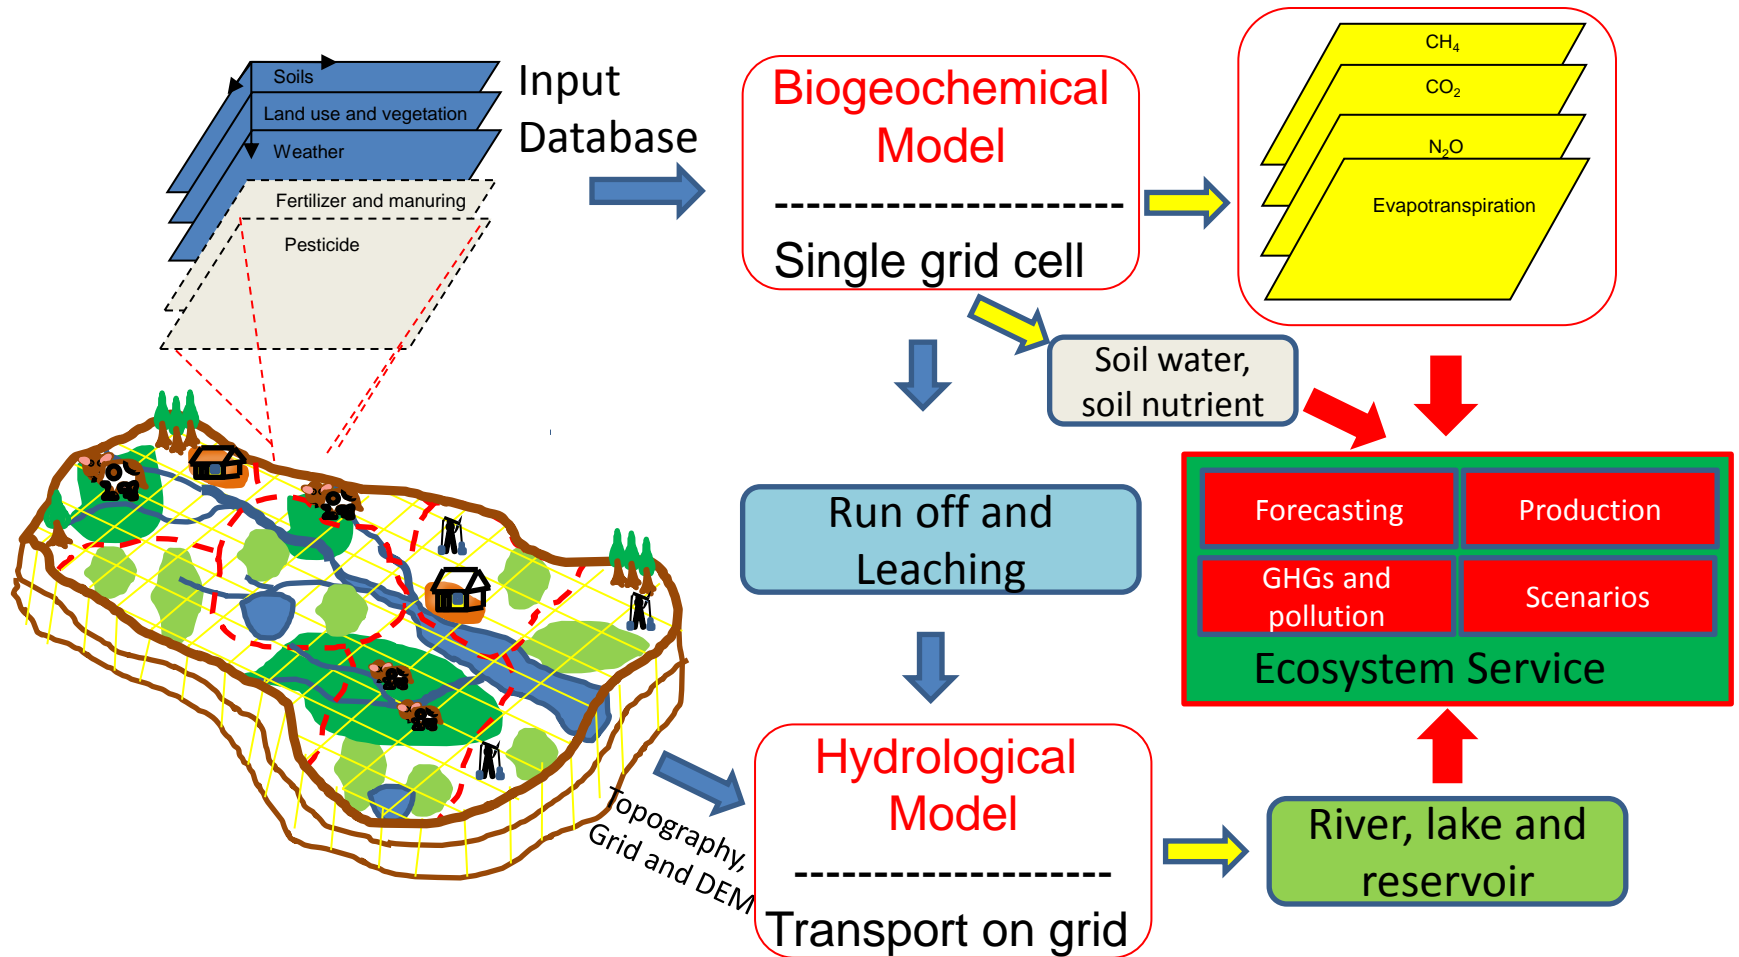 Soils
Land use and vegetation
Weather
Fertilizer and manuring
Pesticide
Input
Database
Biogeochemical
Model
----------------------
Single grid cell
CH₄
CO₂
N₂O
Evapotranspiration
Soil water,
soil nutrient
Run off and
Leaching
Forecasting
Production
GHGs and
pollution
Scenarios
Ecosystem Service
Topography,
Grid and DEM
Hydrological
Model
--------------------
Transport on grid
River, lake and
reservoir